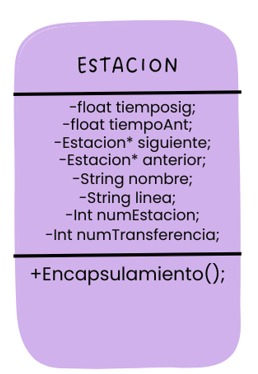 ESTACION
-float tiemposig;
-float tiempoAnt;
-Estacion* siguiente;
-Estacion* anterior;
-String nombre;
-String linea;
-Int numEstacion;
-Int numTransferencia;
+Encapsulamiento();